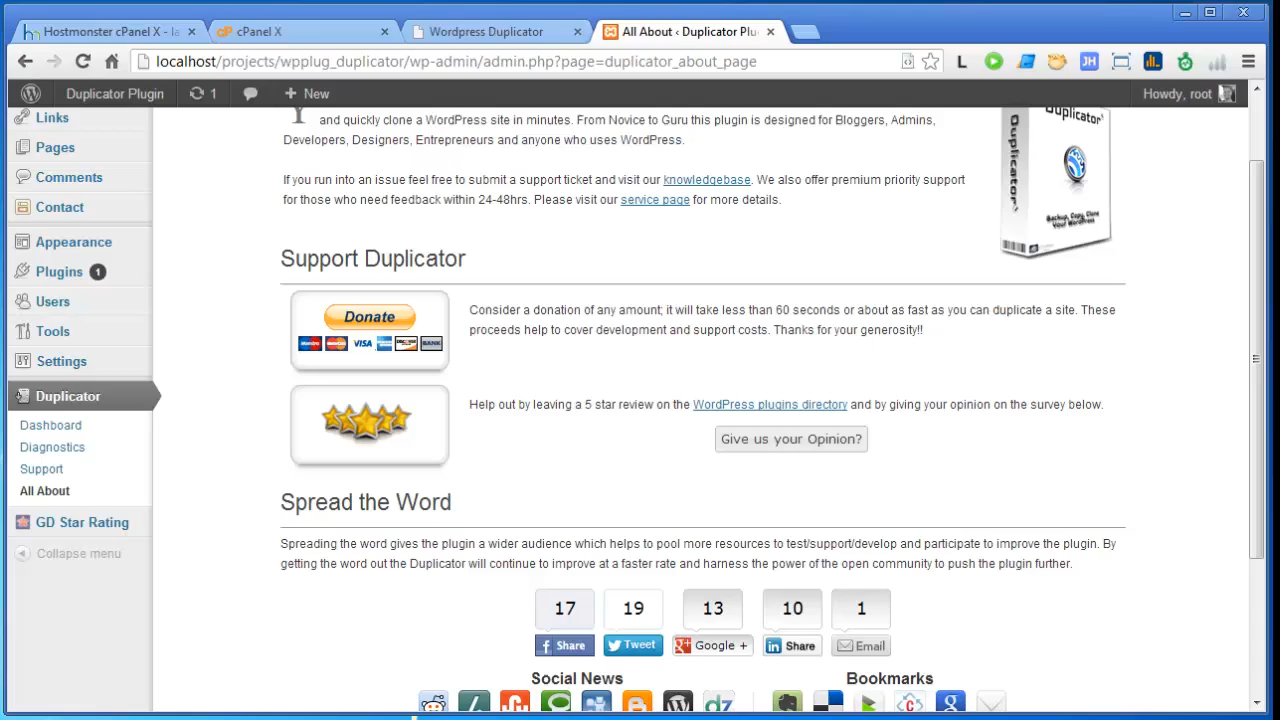 Hostmonster cPanel X - la
cPanel X
Wordpress Duplicator
All About ‹ Duplicator Plu
localhost/projects/wpplug_duplicator/wp-admin/admin.php?page=duplicator_about_page
L
JH
Duplicator Plugin
1
New
Howdy, root
Links
Pages
Comments
Contact
Appearance
Plugins 1
Users
Tools
Settings
Duplicator
Dashboard
Diagnostics
Support
All About
GD Star Rating
Collapse menu
Y
and quickly clone a WordPress site in minutes. From Novice to Guru this plugin is designed for Bloggers, Admins,
Developers, Designers, Entrepreneurs and anyone who uses WordPress.
If you run into an issue feel free to submit a support ticket and visit our knowledgebase. We also offer premium priority support
for those who need feedback within 24-48hrs. Please visit our service page for more details.
Duplicator
Duplicator
Backup, Copy, Clone
Your WordPress
Support Duplicator
Donate
VISA
BANK
Consider a donation of any amount; it will take less than 60 seconds or about as fast as you can duplicate a site. These
proceeds help to cover development and support costs. Thanks for your generosity!!
Help out by leaving a 5 star review on the WordPress plugins directory and by giving your opinion on the survey below.
Give us your Opinion?
Spread the Word
Spreading the word gives the plugin a wider audience which helps to pool more resources to test/support/develop and participate to improve the plugin. By
getting the word out the Duplicator will continue to improve at a faster rate and harness the power of the open community to push the plugin further.
17
19
13
10
1
Share
Tweet
Google +
Share
Email
Social News
Bookmarks